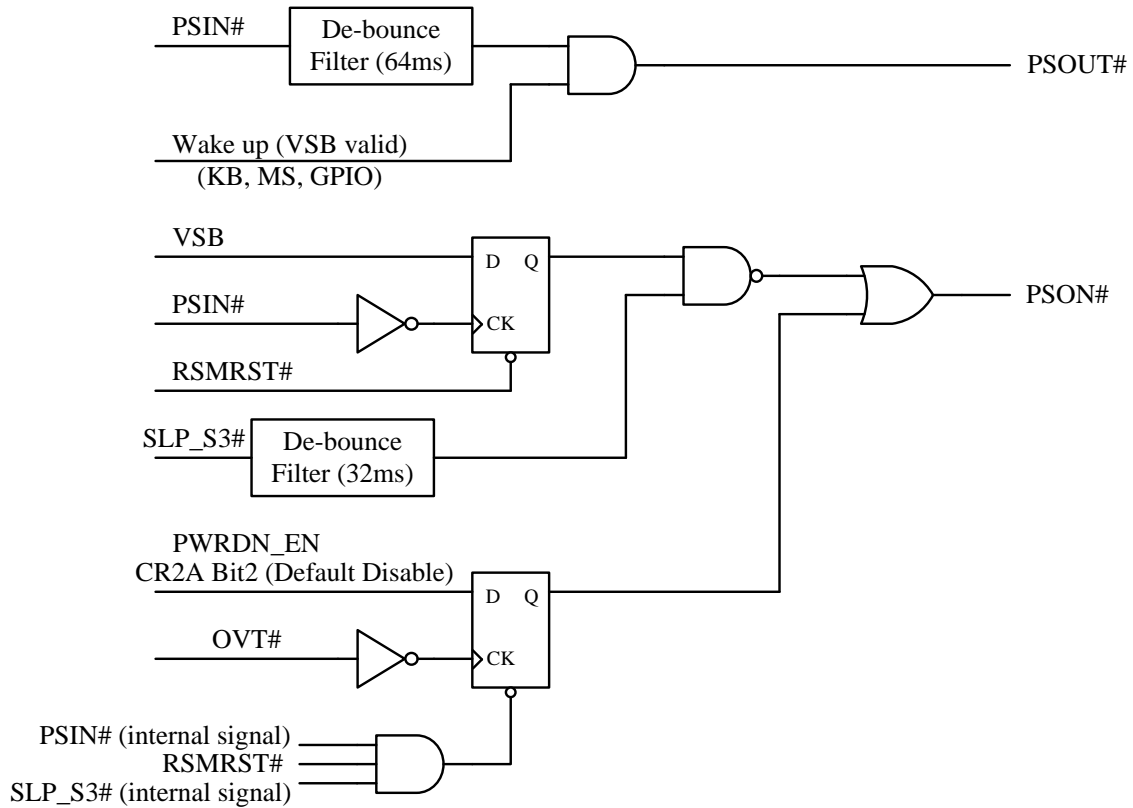 PSIN#
De-bounce
Filter (64ms)
PSOUT#
Wake up (VSB valid)
(KB, MS, GPIO)
VSB
D Q
PSIN#
CK
PSON#
RSMRST#
SLP_S3#
De-bounce
Filter (32ms)
PWRDN_EN
CR2A Bit2 (Default Disable)
D Q
OVT#
CK
PSIN# (internal signal)
RSMRST#
SLP_S3# (internal signal)